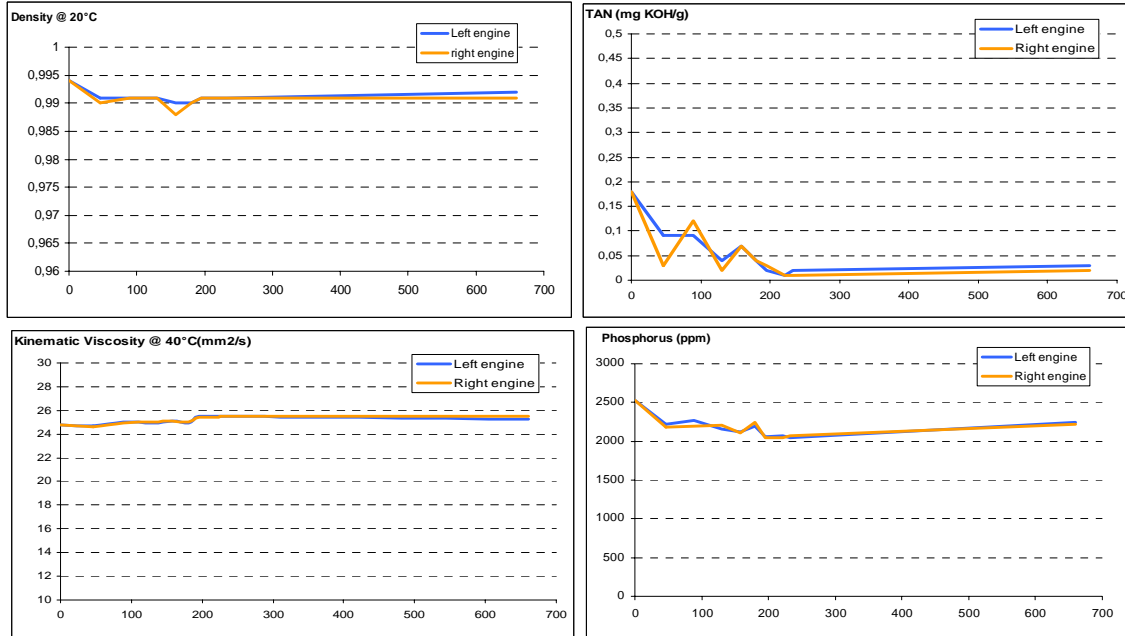 Density @ 20°C
Left engine
right engine
1
0,995
0,99
0,985
0,98
0,975
0,97
0,965
0,96
0 100 200 300 400 500 600 700
TAN (mg KOH/g)
Left engine
Right engine
0,5
0,45
0,4
0,35
0,3
0,25
0,2
0,15
0,1
0,05
0
0 100 200 300 400 500 600 700
Kinematic Viscosity @ 40°C(mm2/s)
Left engine
Right engine
30
28
26
24
22
20
18
16
14
12
10
0 100 200 300 400 500 600 700
Phosphorus (ppm)
Left engine
Right engine
3000
2500
2000
1500
1000
500
0
0 100 200 300 400 500 600 700